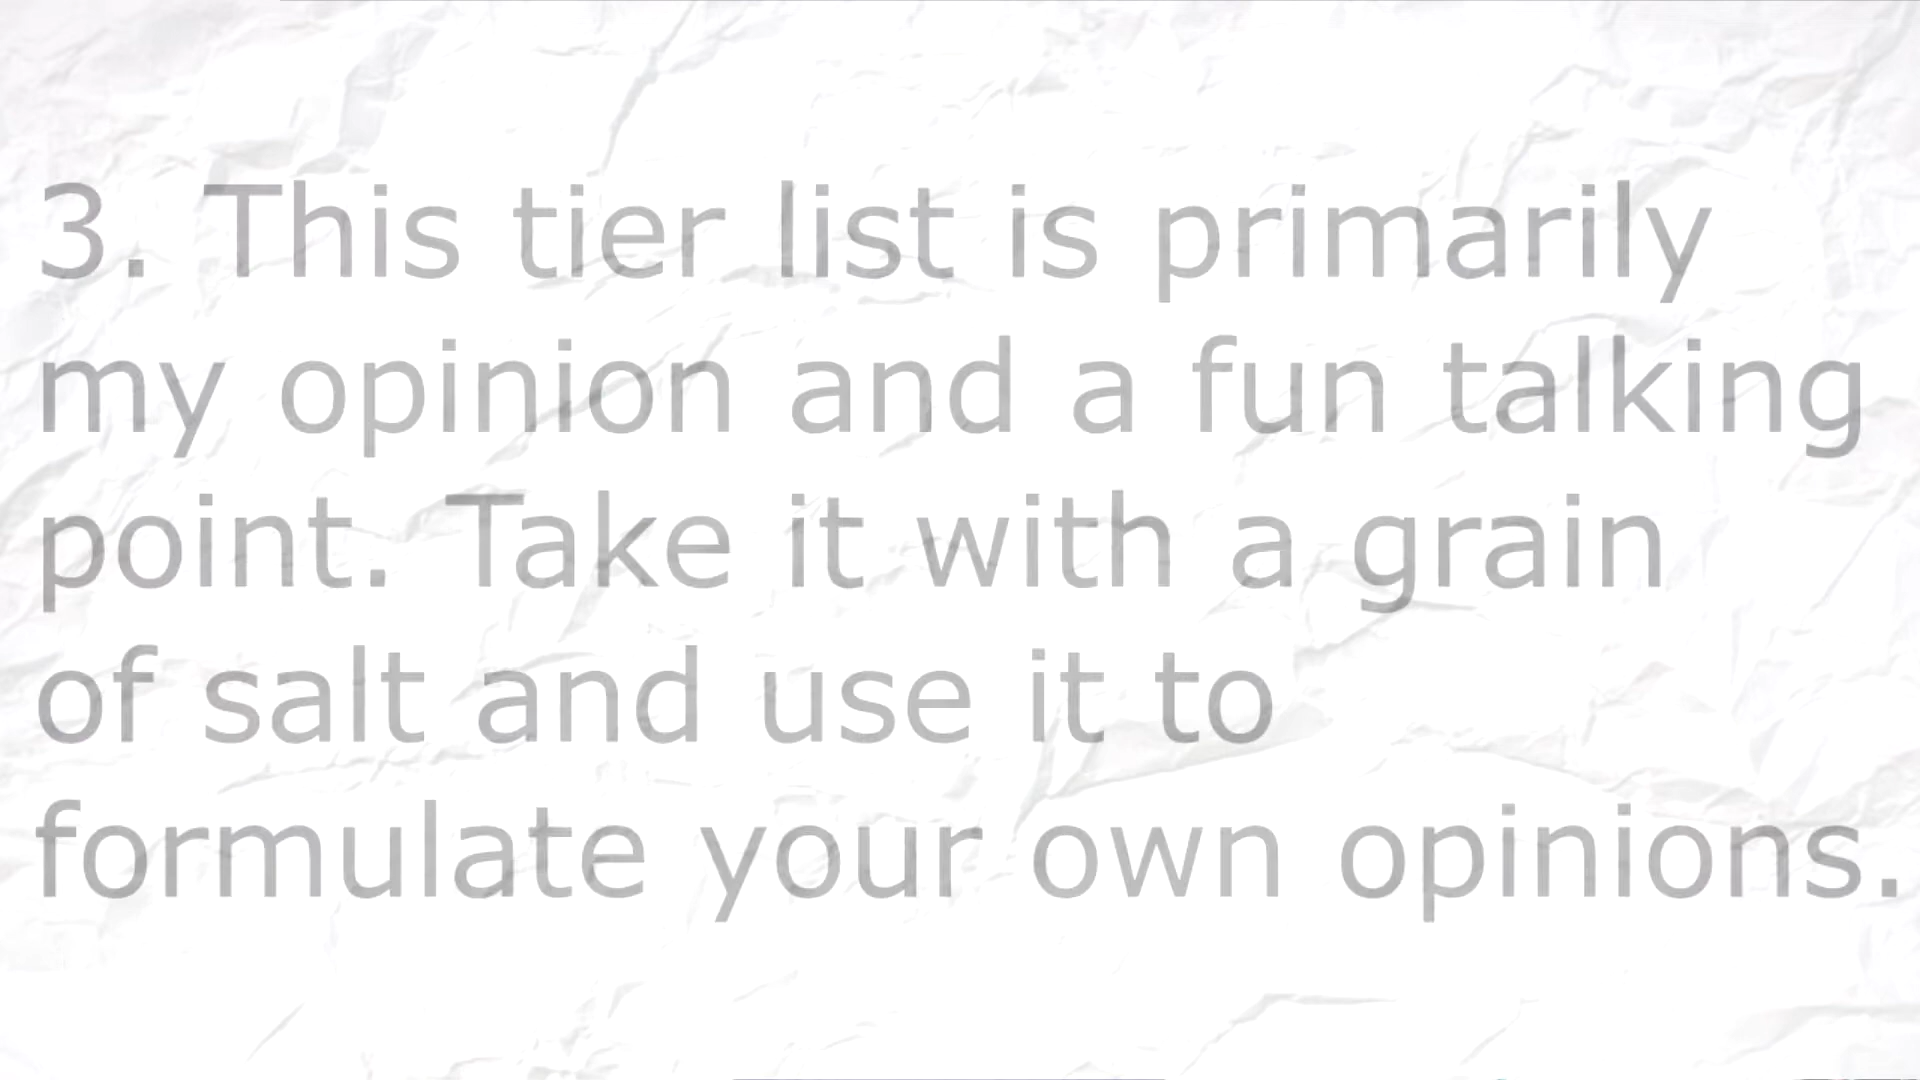 3. This tier list is primarily
my opinion and a fun talking
point. Take it with a grain
of salt and use it to
formulate your own opinions.